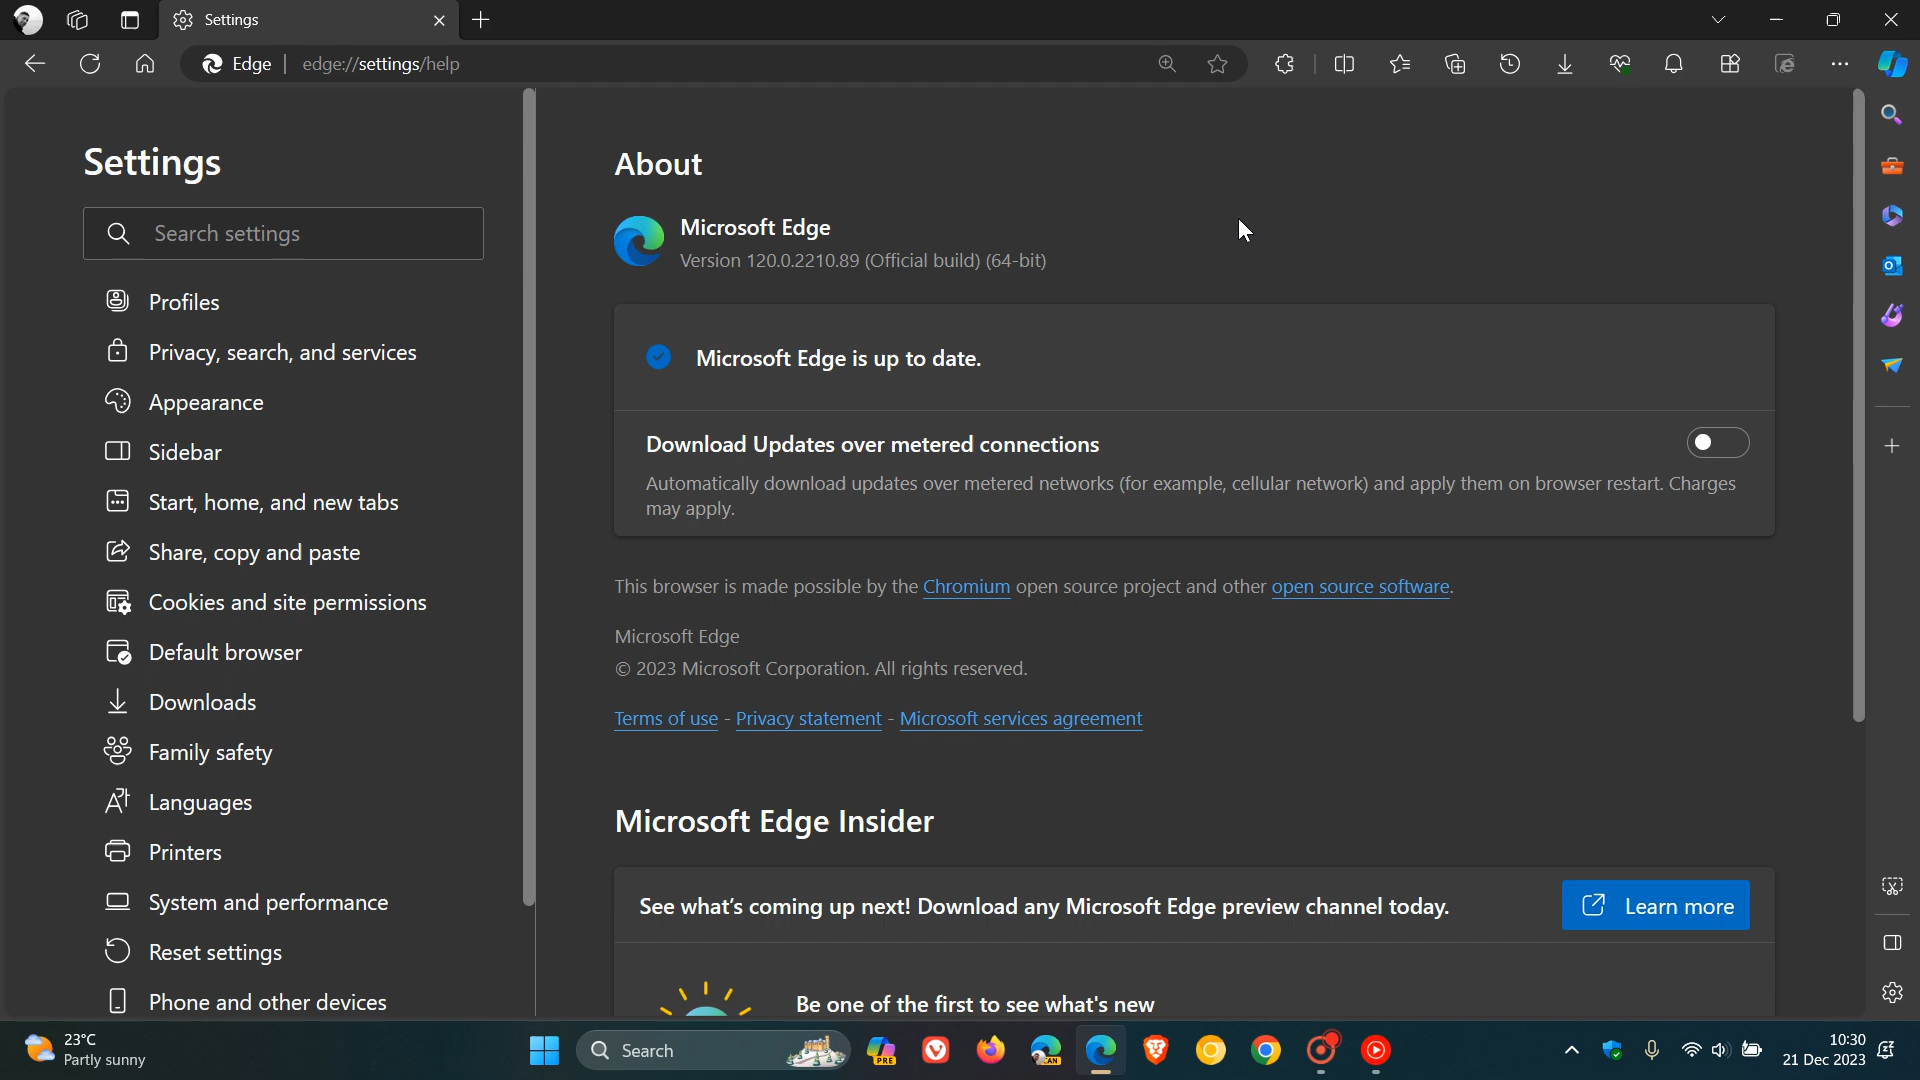 Settings
Edge
edge://settings/help
Settings
Search settings
Profiles
Privacy, search, and services
Appearance
Sidebar
Start, home, and new tabs
Share, copy and paste
Cookies and site permissions
Default browser
Downloads
Family safety
Languages
Printers
System and performance
Reset settings
Phone and other devices
About
Microsoft Edge
Version 120.0.2210.89 (Official build) (64-bit)
Microsoft Edge is up to date.
Download Updates over metered connections
Automatically download updates over metered networks (for example, cellular network) and apply them on browser restart. Charges
may apply.
This browser is made possible by the Chromium open source project and other open source software.
Microsoft Edge
© 2023 Microsoft Corporation. All rights reserved.
Terms of use - Privacy statement - Microsoft services agreement
Microsoft Edge Insider
See what's coming up next! Download any Microsoft Edge preview channel today.
Learn more
Be one of the first to see what's new
23°C
Partly sunny
Search
PRE
CAN
10:30
21 Dec 2023